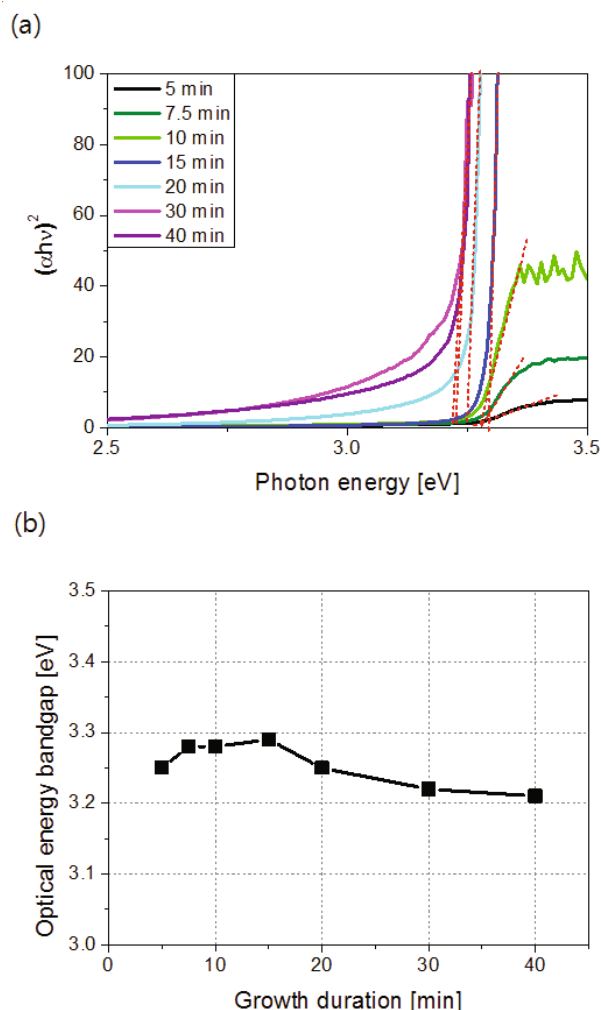 (a)
100
80
60
40
20
0
(αhν)²
5 min
7.5 min
10 min
15 min
20 min
30 min
40 min
2.5 3.0 3.5
Photon energy [eV]
(b)
3.5
3.4
3.3
3.2
3.1
3.0
Optical energy bandgap [eV]
0 10 20 30 40
Growth duration [min]